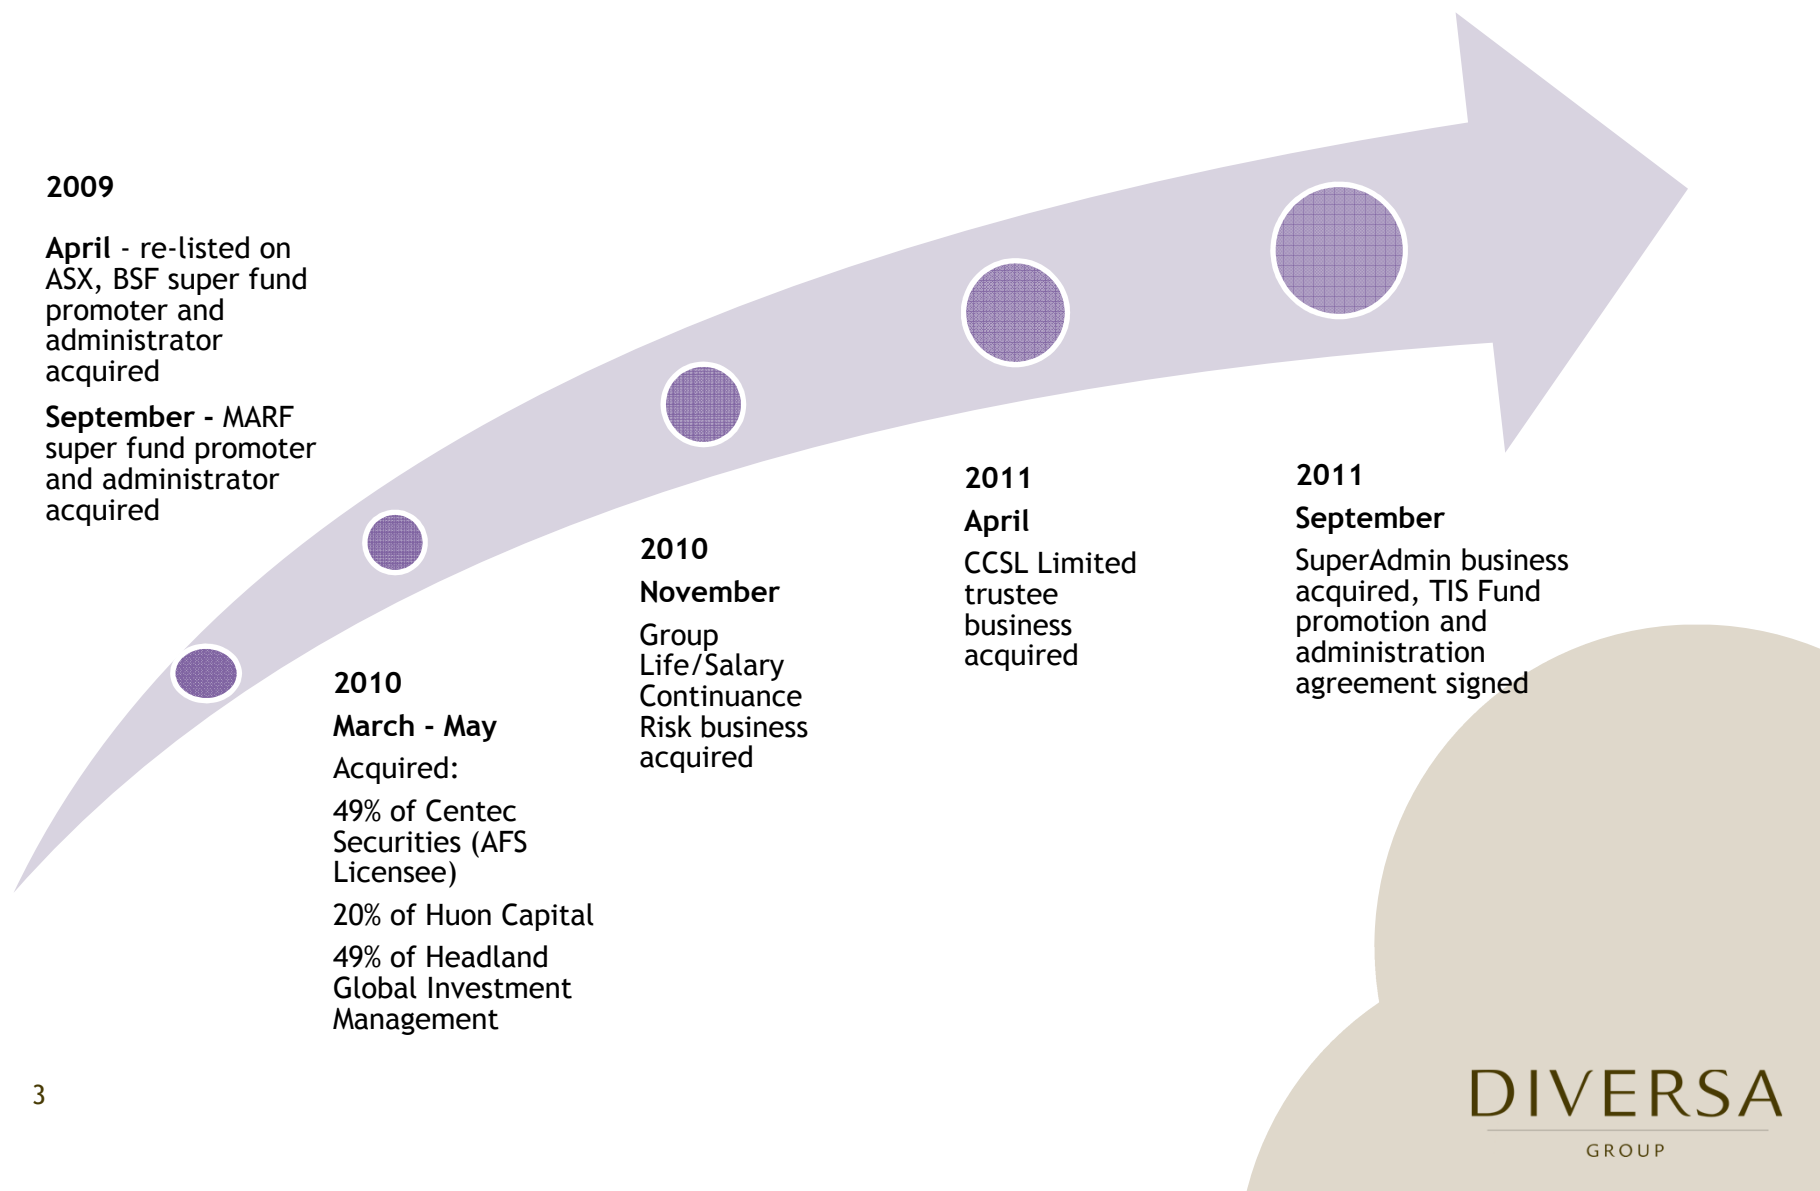 2009
April - re-listed on
ASX, BSF super fund
promoter and
administrator
acquired
September - MARF
super fund promoter
and administrator
acquired
2010
March - May
Acquired:
49% of Centec
Securities (AFS
Licensee)
20% of Huon Capital
49% of Headland
Global Investment
Management
2010
November
Group
Life/Salary
Continuance
Risk business
acquired
2011
April
CCSL Limited
trustee
business
acquired
2011
September
SuperAdmin business
acquired, TIS Fund
promotion and
administration
agreement signed
3
DIVERSA
GROUP